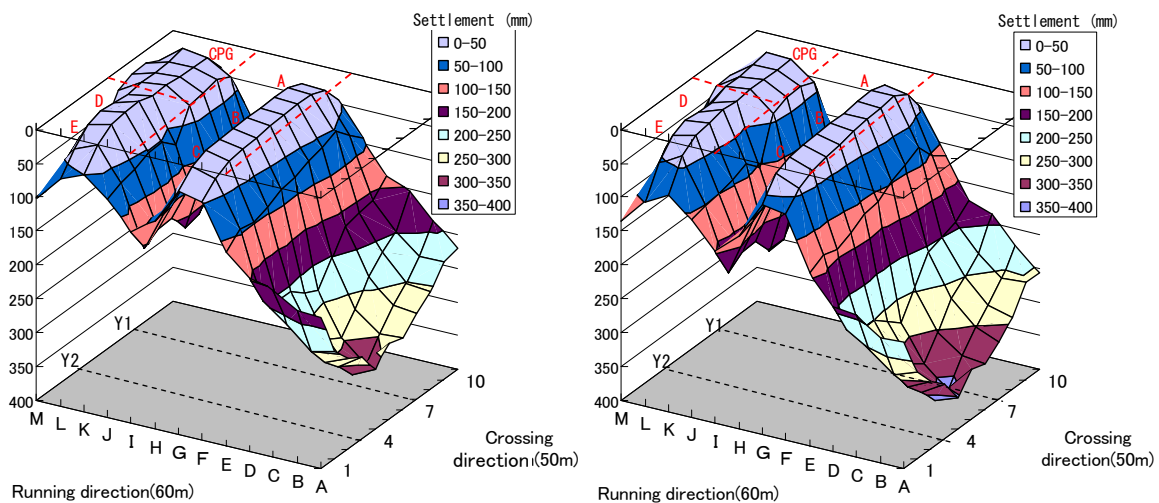 Settlement (mm)
0-50
50-100
100-150
150-200
200-250
250-300
300-350
350-400
CPG
A
B
C
D
E
0
50
100
150
200
250
300
350
400
Y1
Y2
M L K J I H G F E D C B A
1
4
7
10
Crossing
direction(50m)
Running direction(60m)
Settlement (mm)
0-50
50-100
100-150
150-200
200-250
250-300
300-350
350-400
CPG
A
B
C
D
E
0
50
100
150
200
250
300
350
400
Y1
Y2
M L K J I H G F E D C B A
1
4
7
10
Crossing
direction(50m)
Running direction(60m)